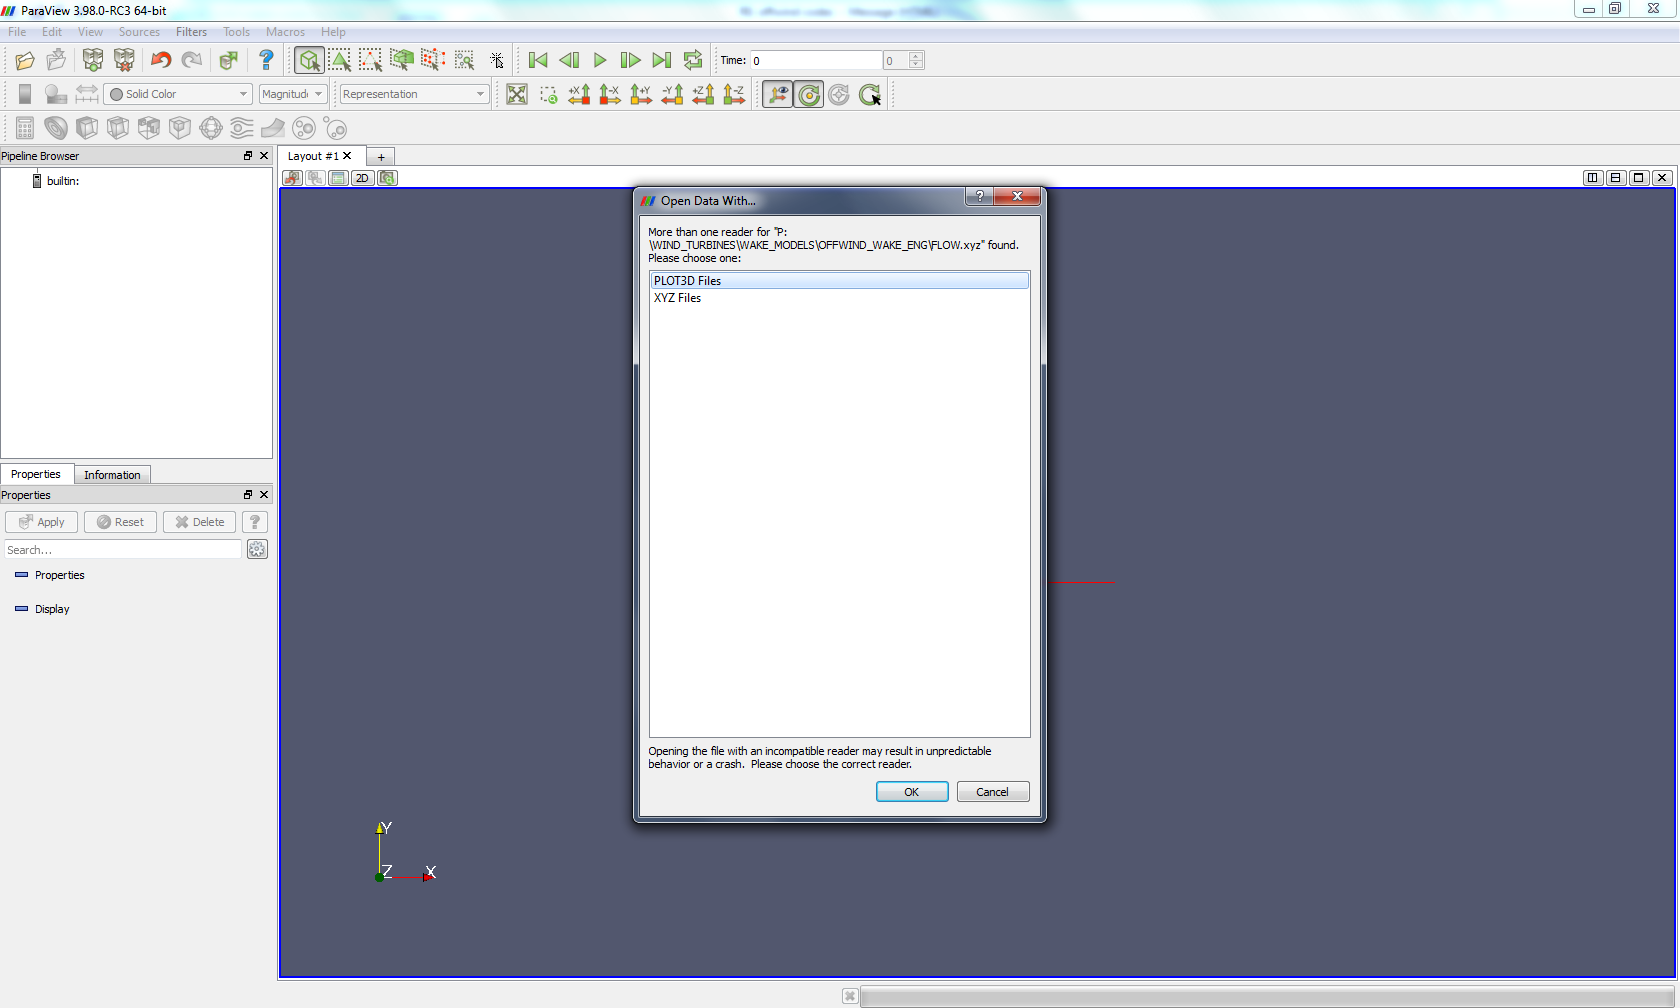 ParaView 3.98.0-RC3 64-bit
File Edit View Sources Filters Tools Macros Help
Time: 0 0
Solid Color Magnitud Representation
+X -X +Y -Y +Z -Z
Pipeline Browser
Layout #1 +
builtin:
2D
Open Data With...
More than one reader for "P:
\WIND_TURBINES\WAKE_MODELS\OFFWIND_WAKE_ENG\FLOW.xyz" found.
Please choose one:
PLOT3D Files
XYZ Files
Properties Information
Properties
Apply Reset Delete ?
Search...
Properties
Display
Opening the file with an incompatible reader may result in unpredictable
behavior or a crash. Please choose the correct reader.
OK Cancel
Y
Z X